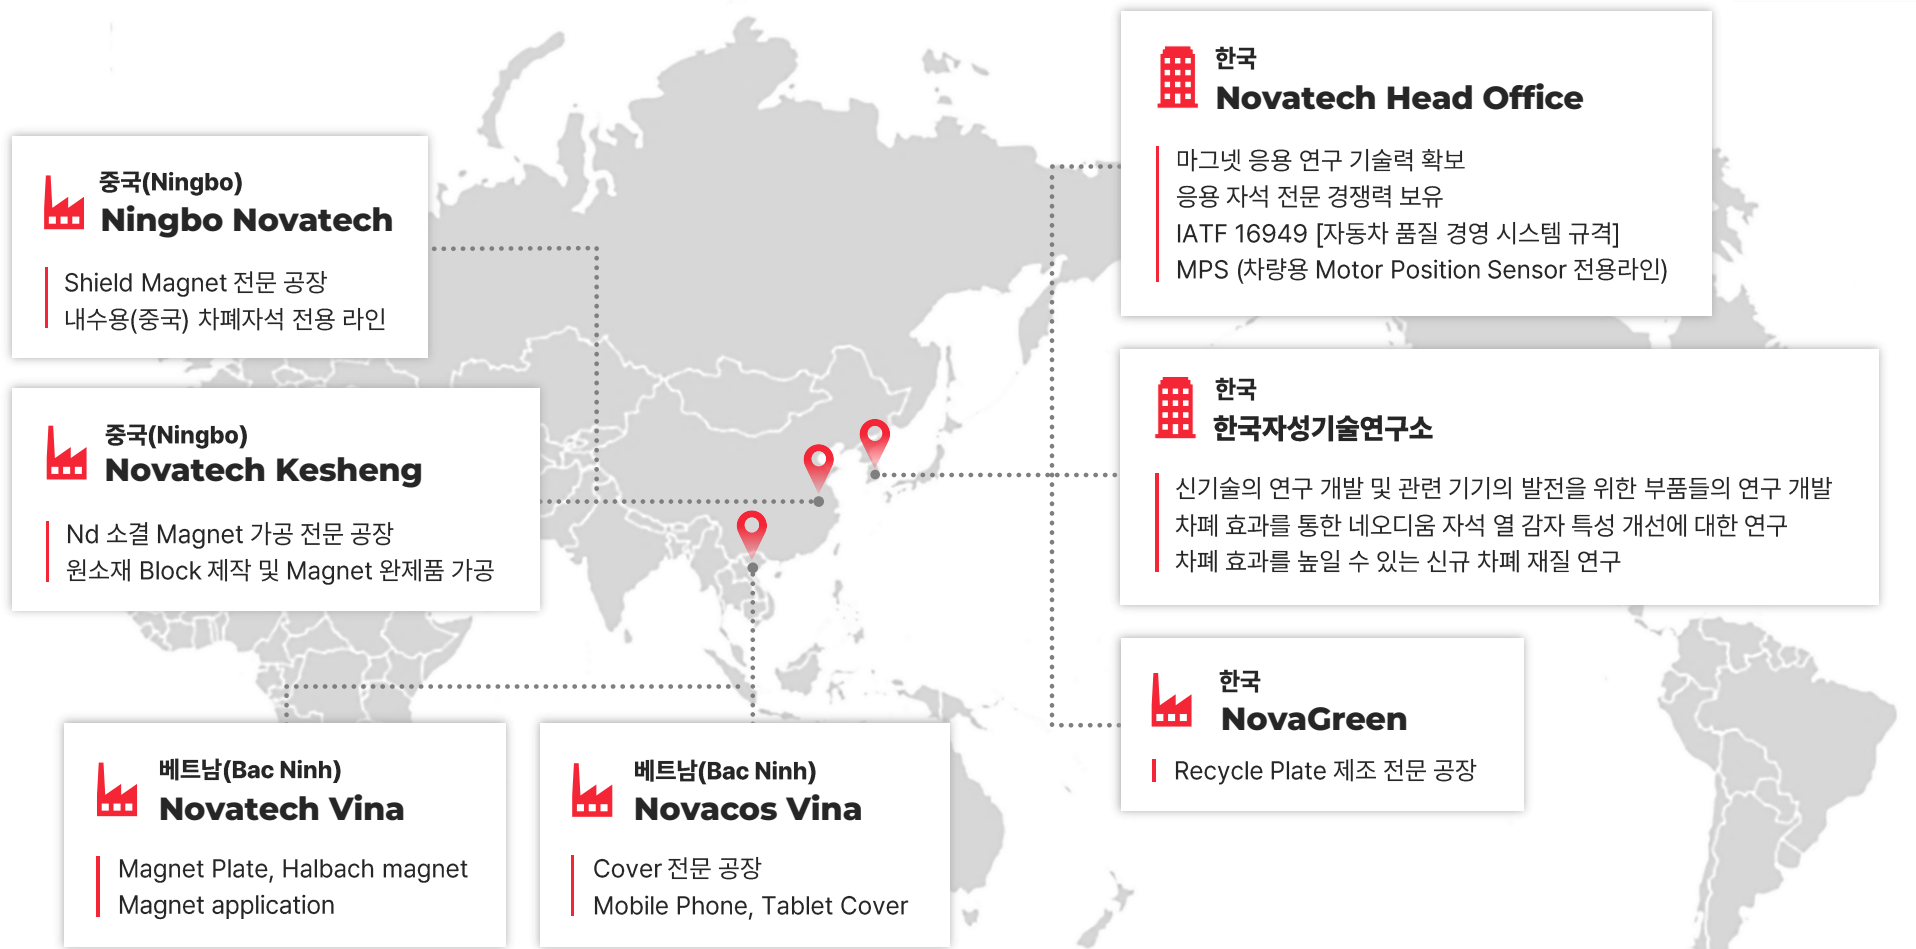 중국(Ningbo)
Ningbo Novatech
Shield Magnet 전문 공장
내수용(중국) 차폐자석 전용 라인
중국(Ningbo)
Novatech Kesheng
Nd 소결 Magnet 가공 전문 공장
원소재 Block 제작 및 Magnet 완제품 가공
베트남(Bac Ninh)
Novatech Vina
Magnet Plate, Halbach magnet
Magnet application
베트남(Bac Ninh)
Novacos Vina
Cover 전문 공장
Mobile Phone, Tablet Cover
한국
Novatech Head Office
마그넷 응용 연구 기술력 확보
응용 자석 전문 경쟁력 보유
IATF 16949 [자동차 품질 경영 시스템 규격]
MPS (차량용 Motor Position Sensor 전용라인)
한국
한국자성기술연구소
신기술의 연구 개발 및 관련 기기의 발전을 위한 부품들의 연구 개발
차폐 효과를 통한 네오디움 자석 열 감자 특성 개선에 대한 연구
차폐 효과를 높일 수 있는 신규 차폐 재질 연구
한국
NovaGreen
Recycle Plate 제조 전문 공장